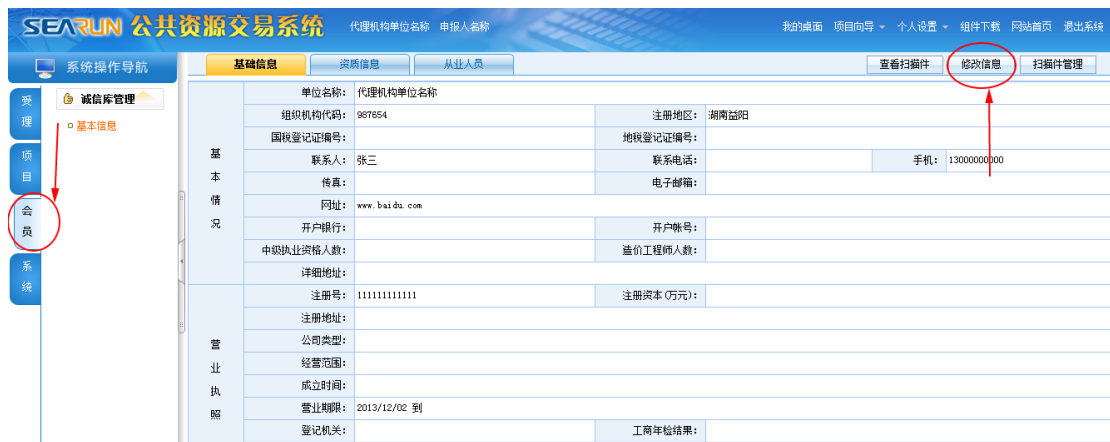 SEARUN 公共资源交易系统 代理机构单位名称 申报人名称 我的桌面 项目向导 个人设置 组件下载 网站首页 退出系统
系统操作导航 基础信息 资质信息 从业人员 查看扫描件 修改信息 扫描件管理
受理
项目
会员
系统
诚信库管理
基本信息
基本情况
单位名称: 代理机构单位名称
组织机构代码: 987654 注册地区: 湖南益阳
国税登记证编号: 地税登记证编号:
联系人: 张三 联系电话: 手机: 13000000000
传真: 电子邮箱:
网址: www.baidu.com
开户银行: 开户帐号:
中级执业资格人数: 造价工程师人数:
详细地址:
营业执照
注册号: 111111111111 注册资本(万元):
注册地址:
公司类型:
经营范围:
成立时间:
营业期限: 2013/12/02 到
登记机关: 工商年检结果: